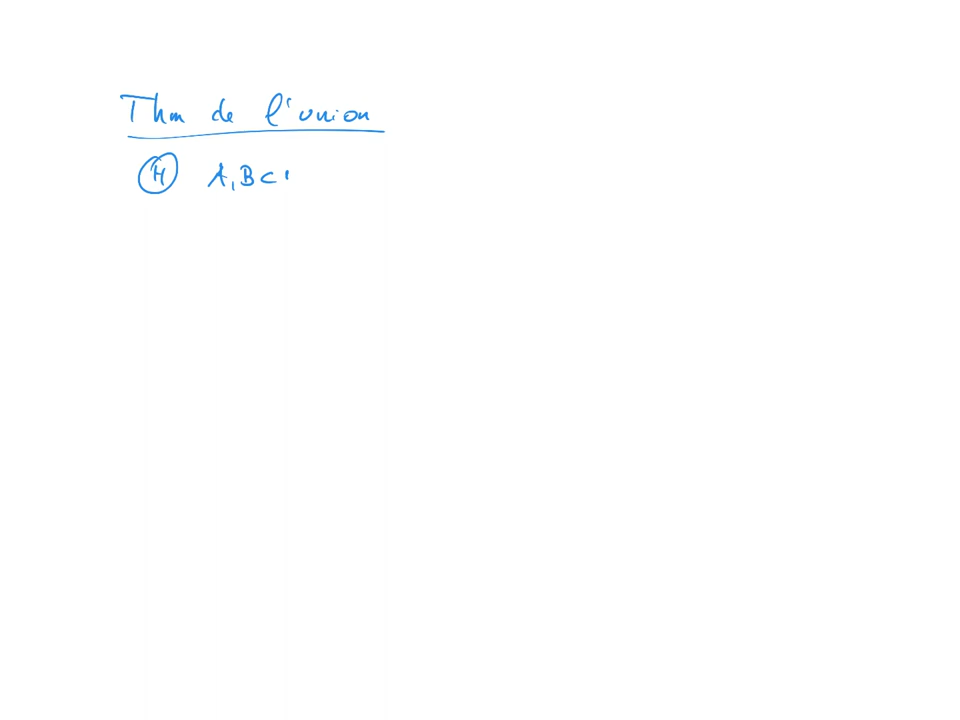 Thm de l'union
(H) A, B ⊂